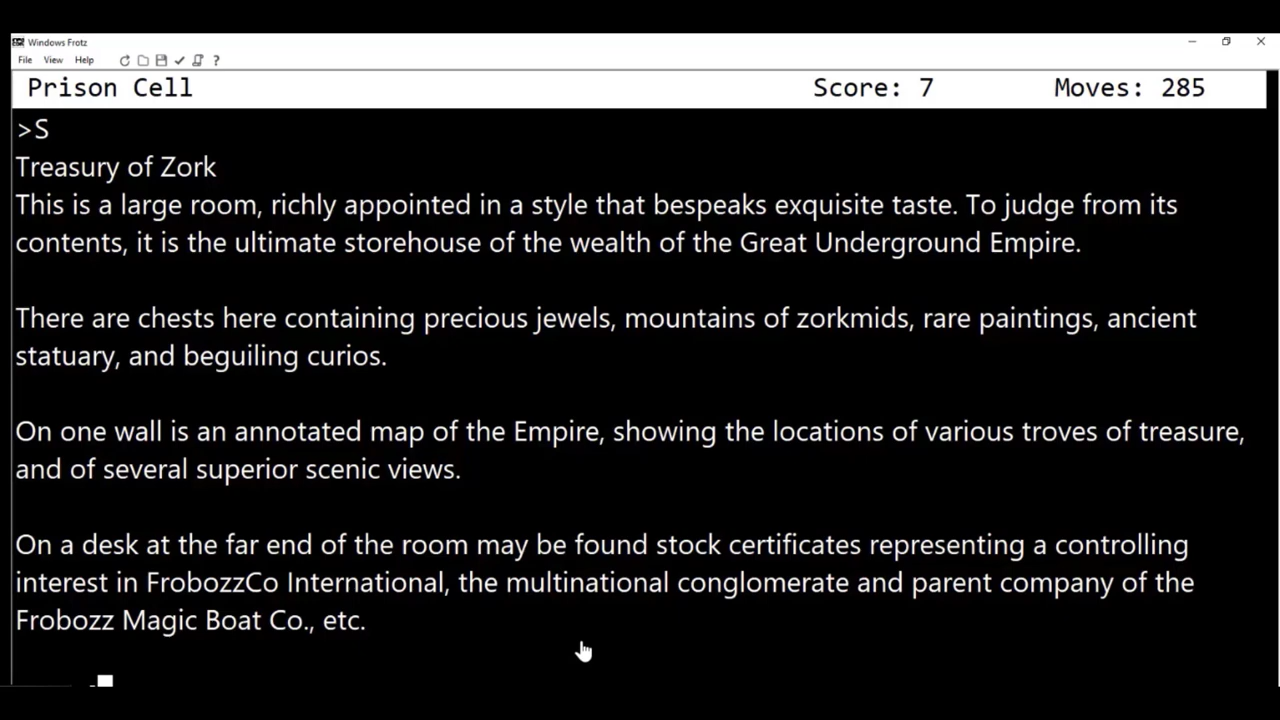 Windows Frotz
File View Help ?
Prison Cell Score: 7 Moves: 285
>S
Treasury of Zork
This is a large room, richly appointed in a style that bespeaks exquisite taste. To judge from its
contents, it is the ultimate storehouse of the wealth of the Great Underground Empire.
There are chests here containing precious jewels, mountains of zorkmids, rare paintings, ancient
statuary, and beguiling curios.
On one wall is an annotated map of the Empire, showing the locations of various troves of treasure,
and of several superior scenic views.
On a desk at the far end of the room may be found stock certificates representing a controlling
interest in FrobozzCo International, the multinational conglomerate and parent company of the
Frobozz Magic Boat Co., etc.